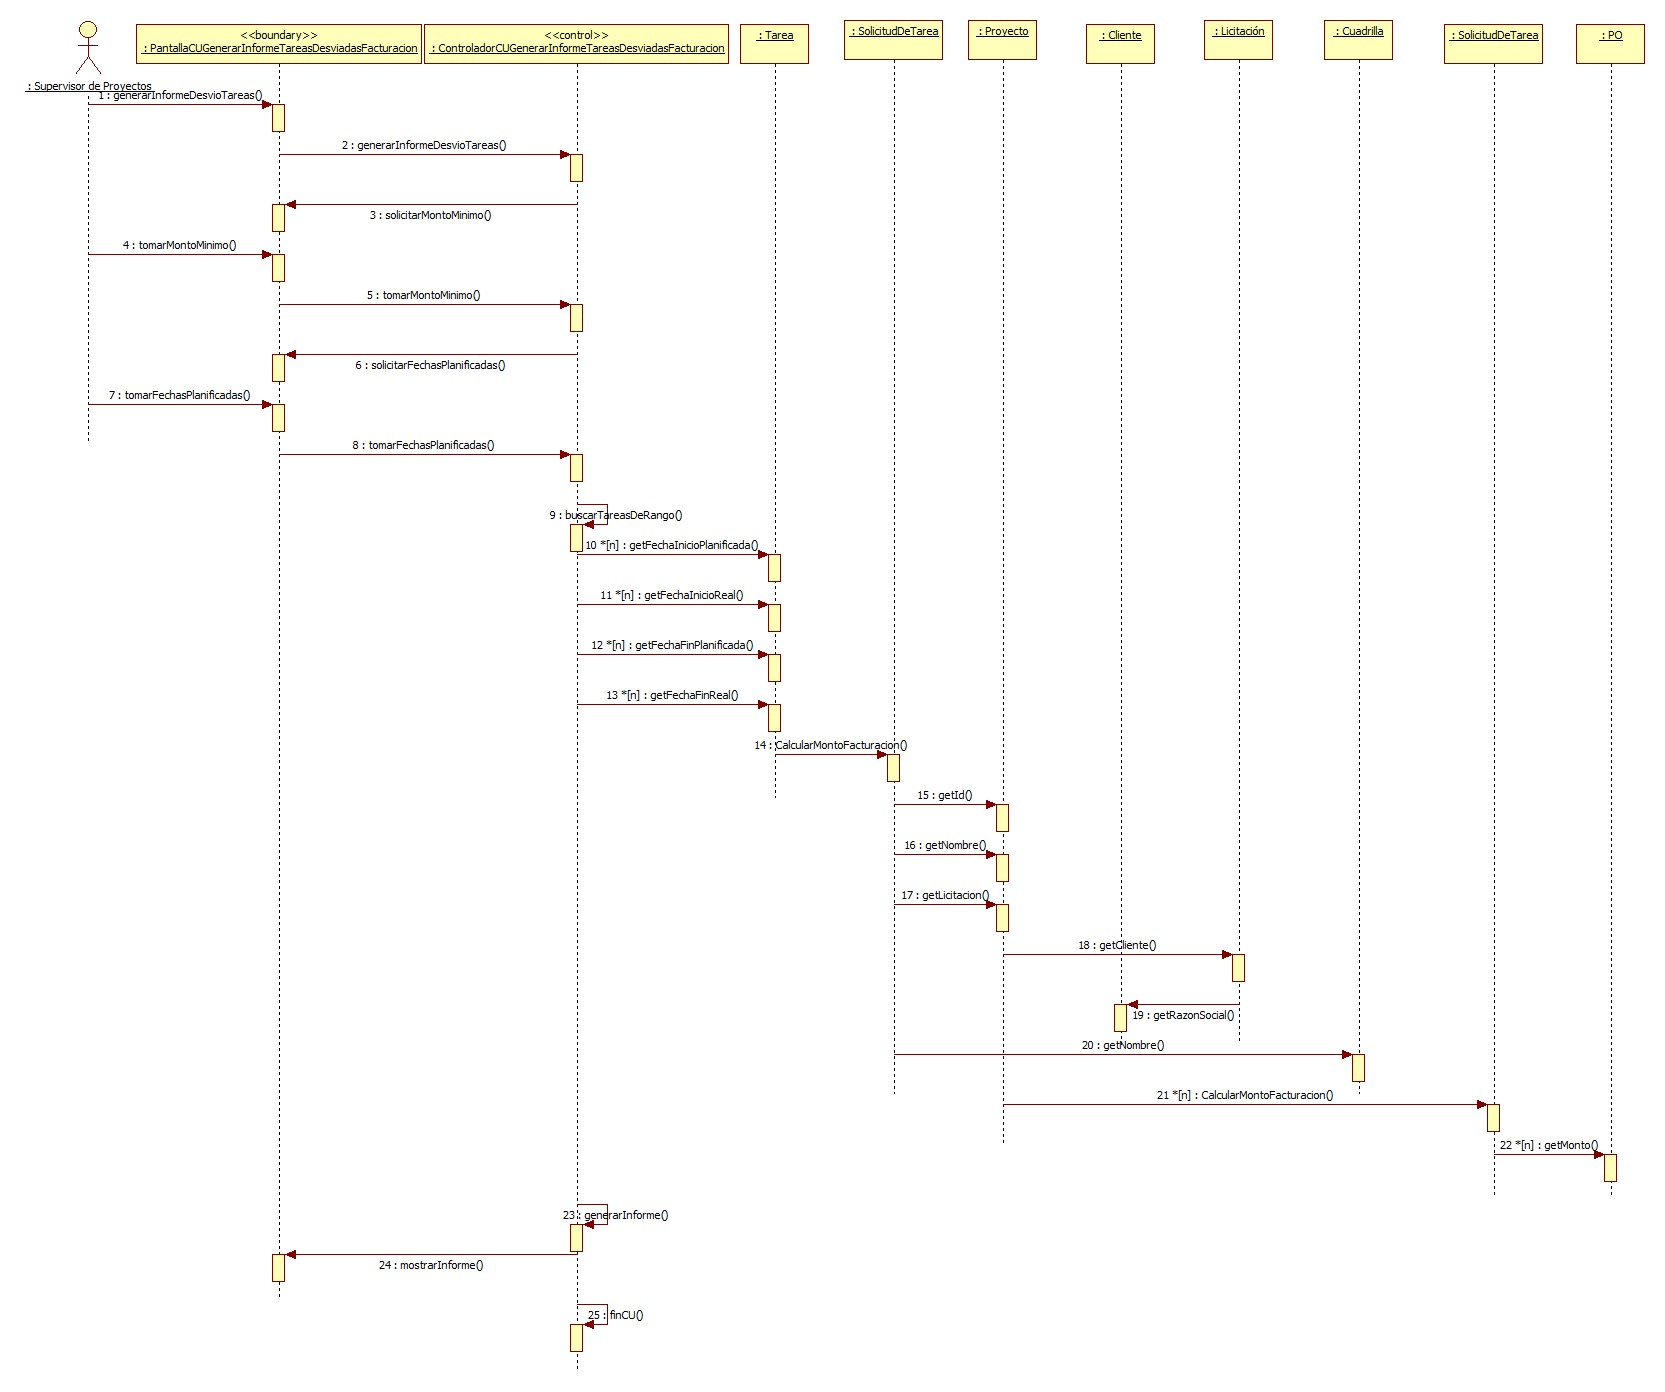 <<boundary>>
: PantallaCUGenerarInformeTareasDesviadasFacturacion
<<control>>
: ControladorCUGenerarInformeTareasDesviadasFacturacion
: Tarea
: SolicitudDeTarea
: Proyecto
: Cliente
: Licitación
: Cuadrilla
: SolicitudDeTarea
: PO
: Supervisor de Proyectos
1 : generarInformeDesvioTareas()
2 : generarInformeDesvioTareas()
3 : solicitarMontoMinimo()
4 : tomarMontoMinimo()
5 : tomarMontoMinimo()
6 : solicitarFechasPlanificadas()
7 : tomarFechasPlanificadas()
8 : tomarFechasPlanificadas()
9 : buscarTareasDeRango()
10 *[n] : getFechaInicioPlanificada()
11 *[n] : getFechaInicioReal()
12 *[n] : getFechaFinPlanificada()
13 *[n] : getFechaFinReal()
14 : CalcularMontoFacturacion()
15 : getId()
16 : getNombre()
17 : getLicitacion()
18 : getCliente()
19 : getRazonSocial()
20 : getNombre()
21 *[n] : CalcularMontoFacturacion()
22 *[n] : getMonto()
23 : generarInforme()
24 : mostrarInforme()
25 : finCU()